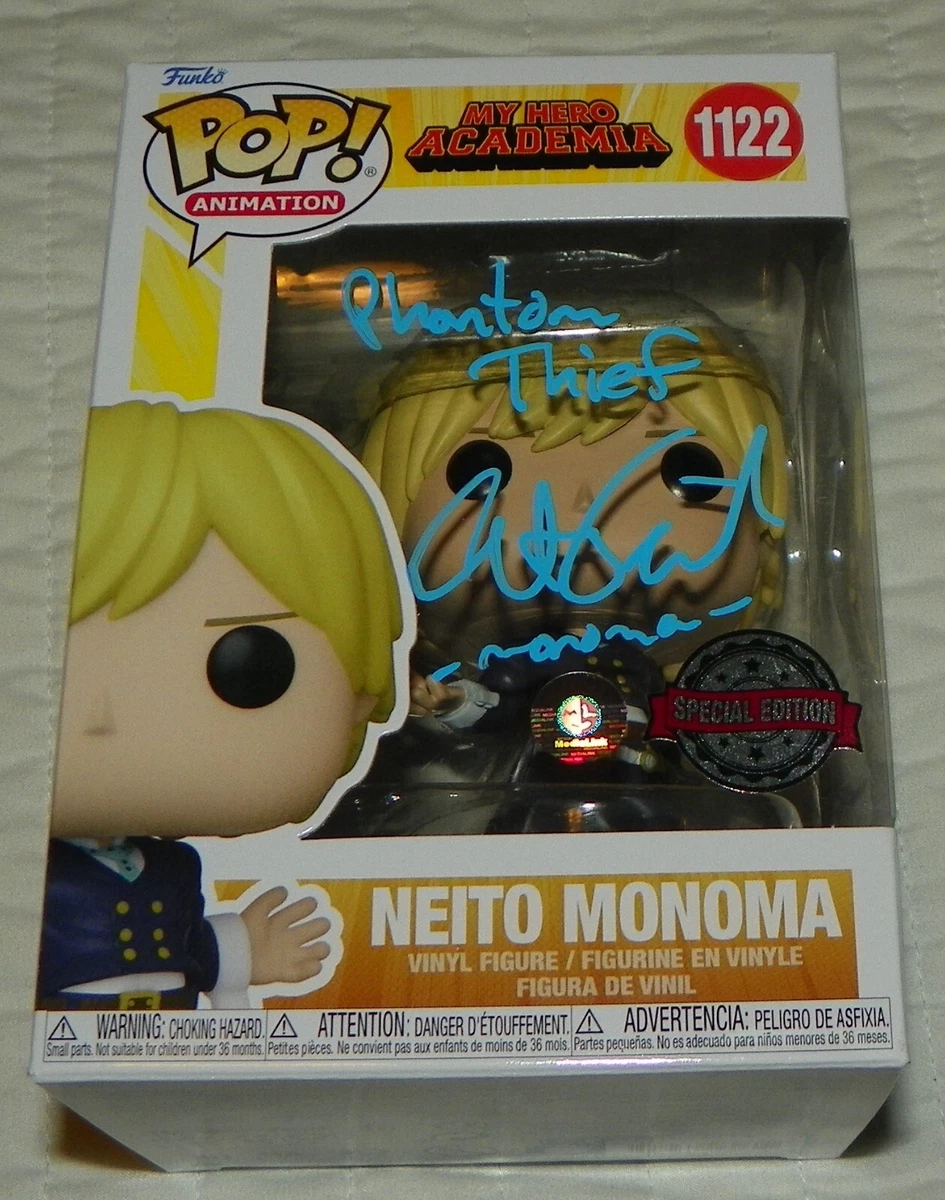 Funko
POP!®
ANIMATION
MY HERO
ACADEMIA
1122
Phantom
Thief
-monoma-
MediaLink
SPECIAL EDITION
NEITO MONOMA
VINYL FIGURE / FIGURINE EN VINYLE
FIGURA DE VINIL
WARNING: CHOKING HAZARD.
Small parts. Not suitable for children under 36 months.
ATTENTION: DANGER D'ÉTOUFFEMENT.
Petites pièces. Ne convient pas aux enfants de moins de 36 mois.
ADVERTENCIA: PELIGRO DE ASFIXIA.
Partes pequeñas. No es adecuado para niños menores de 36 meses.